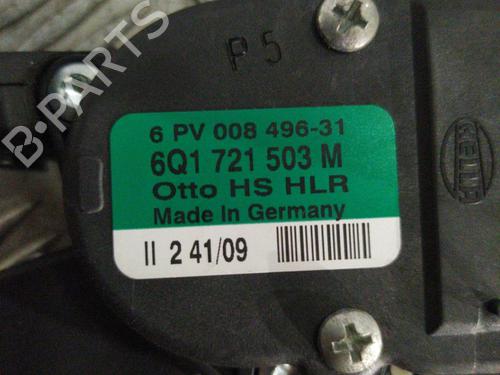 P 5
B-PARTS
6 PV 008 496-31
6Q1 721 503 M
Otto HS HLR
Made In Germany
II 2 41/09
HELLA